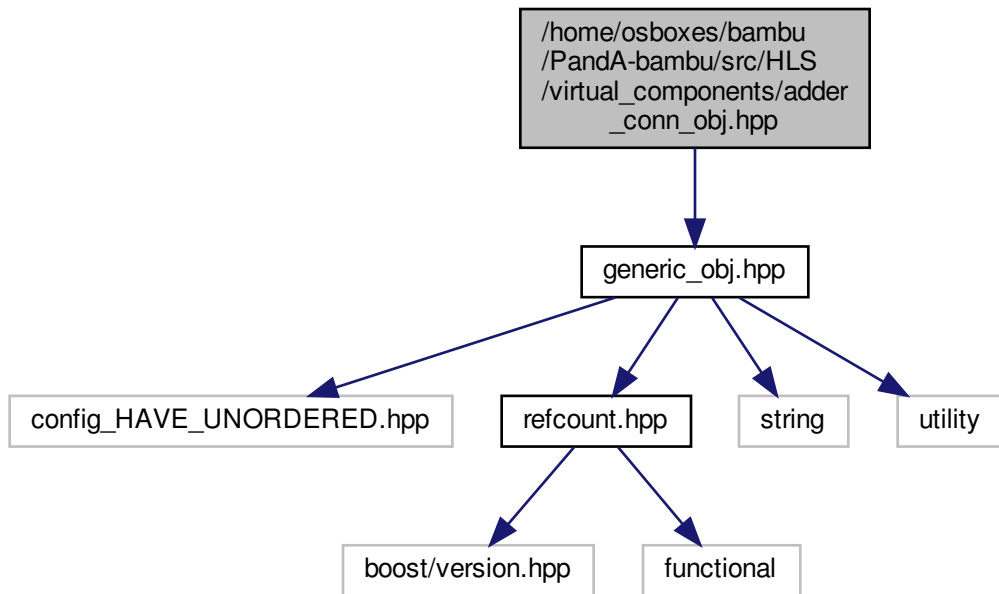 /home/osboxes/bambu
/PandA-bambu/src/HLS
/virtual_components/adder
_conn_obj.hpp
generic_obj.hpp
config_HAVE_UNORDERED.hpp
refcount.hpp
string
utility
boost/version.hpp
functional